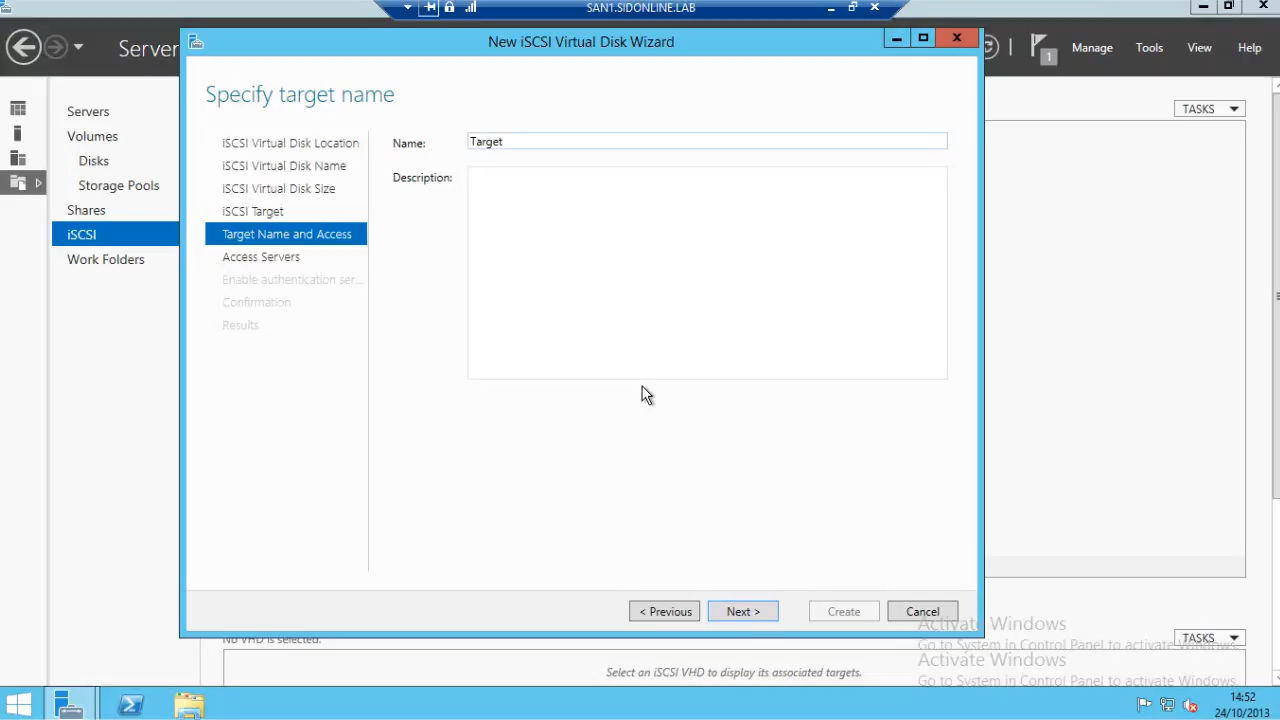 SAN1.SIDONLINE.LAB
New iSCSI Virtual Disk Wizard
Server
1
Manage
Tools
View
Help
Servers
Volumes
Disks
Storage Pools
Shares
iSCSI
Work Folders
Specify target name
iSCSI Virtual Disk Location
iSCSI Virtual Disk Name
iSCSI Virtual Disk Size
iSCSI Target
Target Name and Access
Access Servers
Enable authentication ser...
Confirmation
Results
Name:
Target
Description:
< Previous
Next >
Create
Cancel
TASKS
No VHD is selected.
TASKS
Select an iSCSI VHD to display its associated targets.
Activate Windows
Go to System in Control Panel to activate Windows.
Activate Windows
Go to System in Control Panel to activate Windows.
14:52
24/10/2013